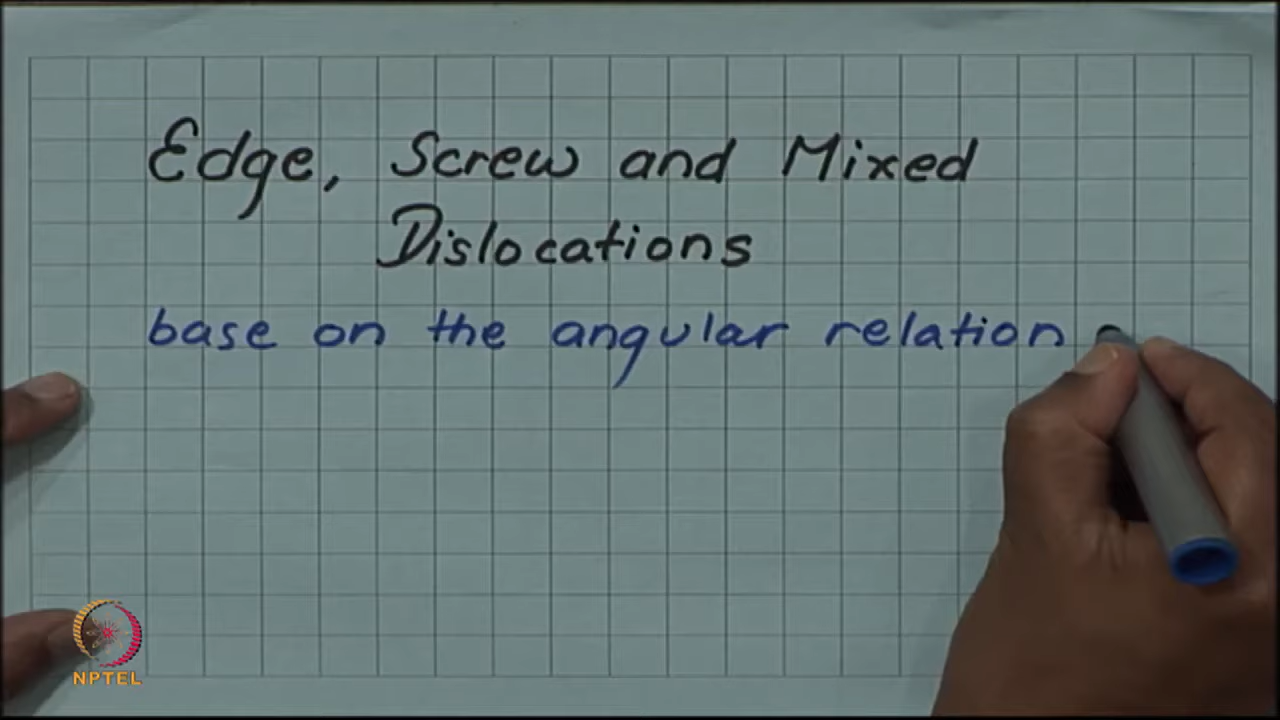 Edge, Screw and Mixed
Dislocations
base on the angular relation
NPTEL